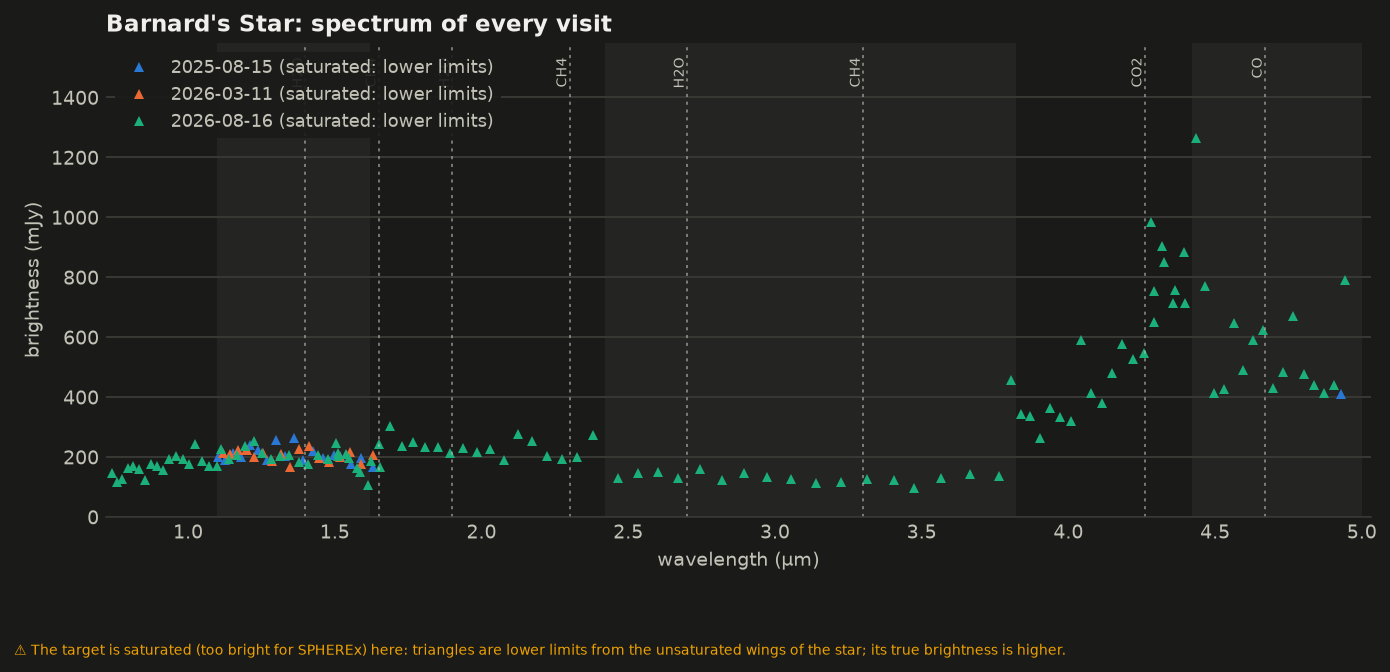 Barnard's Star: spectrum of every visit
2025-08-15 (saturated: lower limits)
2026-03-11 (saturated: lower limits)
2026-08-16 (saturated: lower limits)
CH4
H2O
CH4
CO2
CO
brightness (mJy)
1400
1200
1000
800
600
400
200
0
1.0 1.5 2.0 2.5 3.0 3.5 4.0 4.5 5.0
wavelength (µm)
⚠ The target is saturated (too bright for SPHEREx) here: triangles are lower limits from the unsaturated wings of the star; its true brightness is higher.